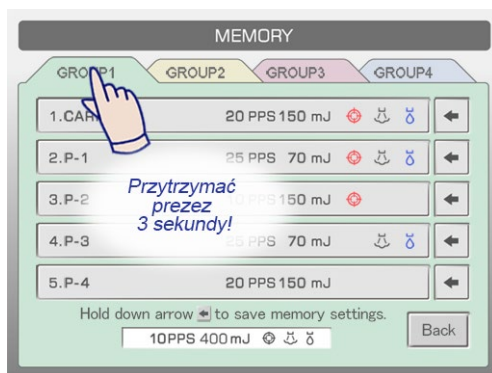 MEMORY
GROUP1 GROUP2 GROUP3 GROUP4
1. 20 PPS 150 mJ
2.P-1 25 PPS 70 mJ
3.P-2 PPS 150 mJ
4.P-3 PPS 70 mJ
5.P-4 20 PPS 150 mJ
Przytrzymać
prezez
3 sekundy!
Hold down arrow to save memory settings.
10PPS 400mJ
Back